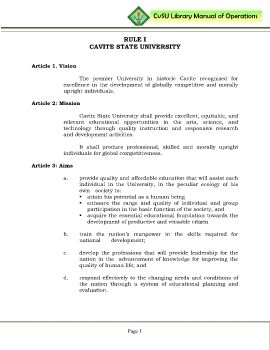 CvSU Library Manual of Operations
RULE I
CAVITE STATE UNIVERSITY
Article 1. Vision
The premier University in historic Cavite recognized for
excellence in the development of globally competitive and morally
upright individuals.
Article 2: Mission
Cavite State University shall provide excellent, equitable, and
relevant educational opportunities in the arts, science, and
technology through quality instruction and responsive research
and development activities.
It shall produce professional, skilled and morally upright
individuals for global competitiveness.
Article 3: Aims
a. provide quality and affordable education that will assist each
individual in the University, in the peculiar ecology of his
own society to:
▪ attain his potential as a human being
▪ enhance the range and quality of individual and group
participation in the basic function of the society, and
▪ acquire the essential educational foundation towards the
development of productive and versatile citizen
b. train the nation's manpower in the skills required for
national development;
c. develop the professions that will provide leadership for the
nation in the advancement of knowledge for improving the
quality of human life; and
d. respond effectively to the changing needs and conditions of
the nation through a system of educational planning and
evaluation.
Page 1